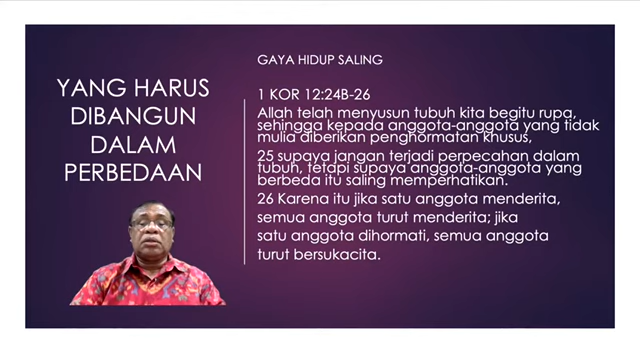 YANG HARUS
DIBANGUN
DALAM
PERBEDAAN
GAYA HIDUP SALING
1 KOR 12:24B-26
Allah telah menyusun tubuh kita begitu rupa,
sehingga kepada anggota-anggota yang tidak
mulia diberikan penghormatan khusus,
25 supaya jangan terjadi perpecahan dalam
tubuh, tetapi supaya anggota-anggota yang
berbeda itu saling memperhatikan.
26 Karena itu jika satu anggota menderita,
semua anggota turut menderita; jika
satu anggota dihormati, semua anggota
turut bersukacita.